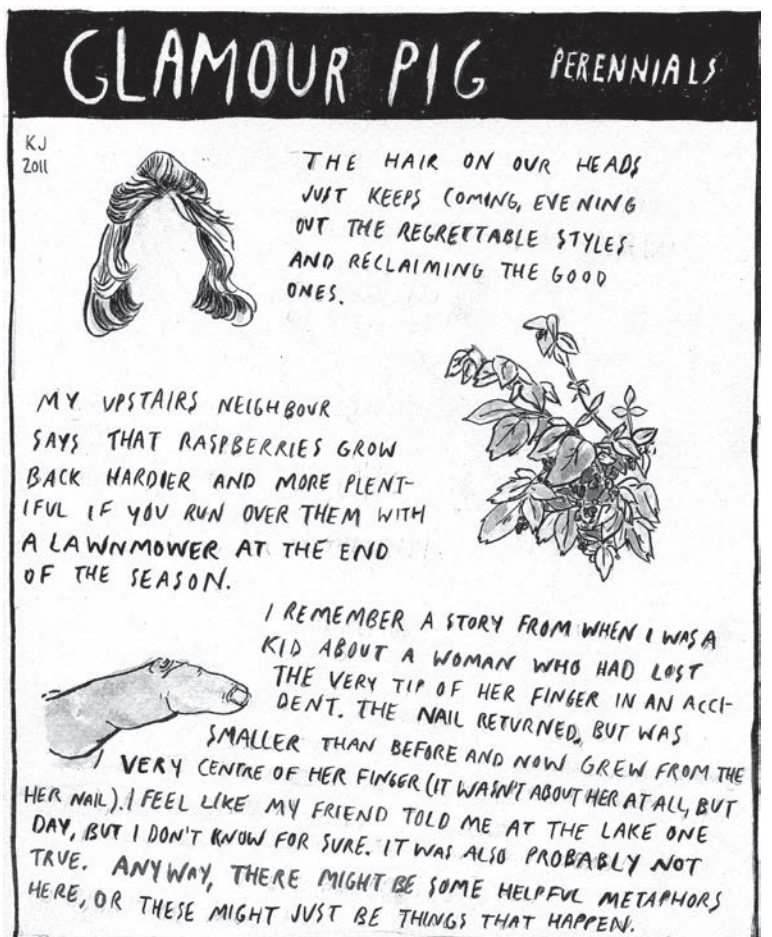 GLAMOUR PIG PERENNIALS
KJ
2011
THE HAIR ON OUR HEADS
JUST KEEPS COMING, EVENING
OUT THE REGRETTABLE STYLES
AND RECLAIMING THE GOOD
ONES.
MY UPSTAIRS NEIGHBOUR
SAYS THAT RASPBERRIES GROW
BACK HARDIER AND MORE PLENT-
IFUL IF YOU RUN OVER THEM WITH
A LAWNMOWER AT THE END
OF THE SEASON.
I REMEMBER A STORY FROM WHEN I WAS A
KID ABOUT A WOMAN WHO HAD LOST
THE VERY TIP OF HER FINGER IN AN ACCI-
DENT. THE NAIL RETURNED, BUT WAS
SMALLER THAN BEFORE AND NOW GREW FROM THE
VERY CENTRE OF HER FINGER (IT WASN'T ABOUT HER AT ALL, BUT
HER NAIL). I FEEL LIKE MY FRIEND TOLD ME AT THE LAKE ONE
DAY, BUT I DON'T KNOW FOR SURE. IT WAS ALSO PROBABLY NOT
TRUE. ANYWAY, THERE MIGHT BE SOME HELPFUL METAPHORS
HERE, OR THESE MIGHT JUST BE THINGS THAT HAPPEN.